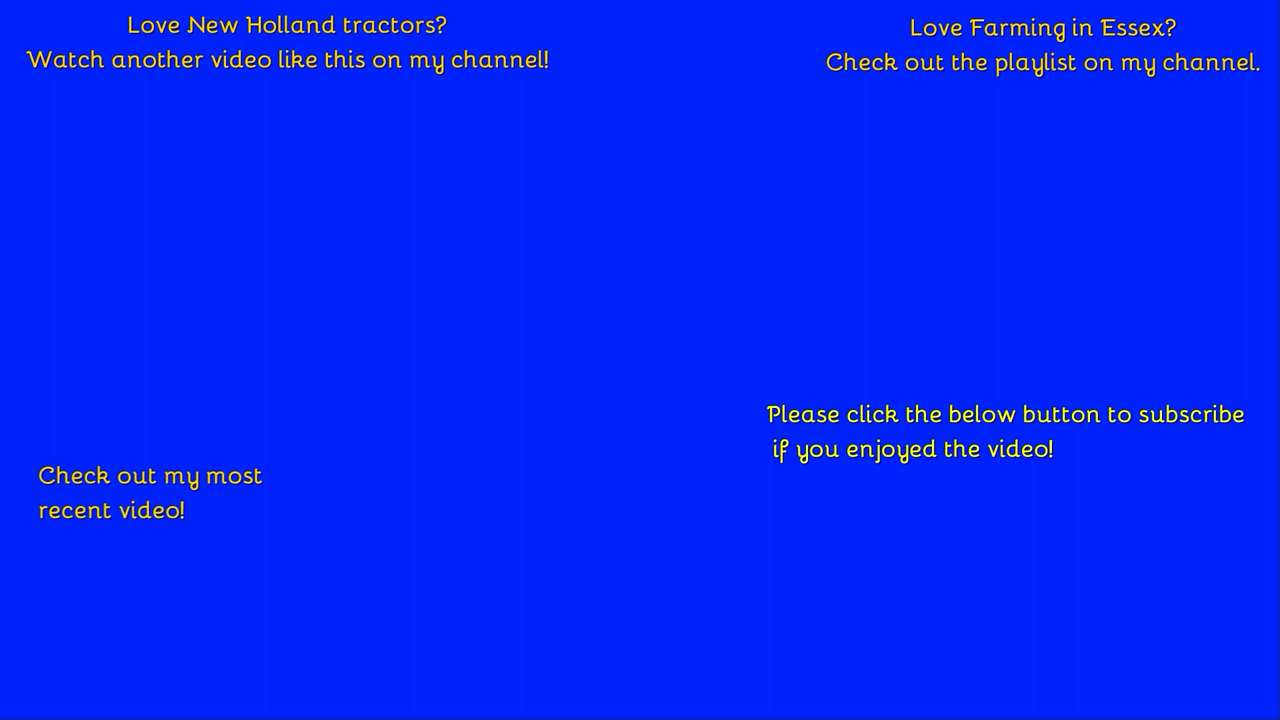 Love New Holland tractors?
Watch another video like this on my channel!
Love Farming in Essex?
Check out the playlist on my channel.
Please click the below button to subscribe
if you enjoyed the video!
Check out my most
recent video!